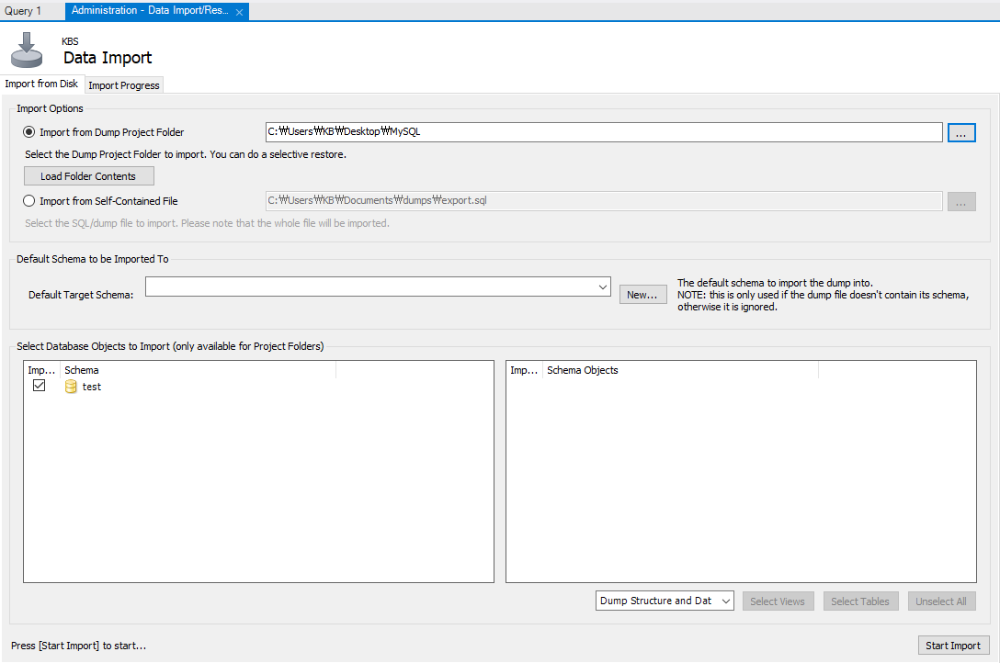 Query 1
Administration - Data Import/Res...
KBS
Data Import
Import from Disk
Import Progress
Import Options
Import from Dump Project Folder
C:₩Users₩KB₩Desktop₩MySQL
...
Select the Dump Project Folder to import. You can do a selective restore.
Load Folder Contents
Import from Self-Contained File
C:₩Users₩KB₩Documents₩dumps₩export.sql
...
Select the SQL/dump file to import. Please note that the whole file will be imported.
Default Schema to be Imported To
Default Target Schema:
New...
The default schema to import the dump into.
NOTE: this is only used if the dump file doesn't contain its schema,
otherwise it is ignored.
Select Database Objects to Import (only available for Project Folders)
Imp... Schema
test
Imp... Schema Objects
Dump Structure and Dat
Select Views
Select Tables
Unselect All
Press [Start Import] to start...
Start Import